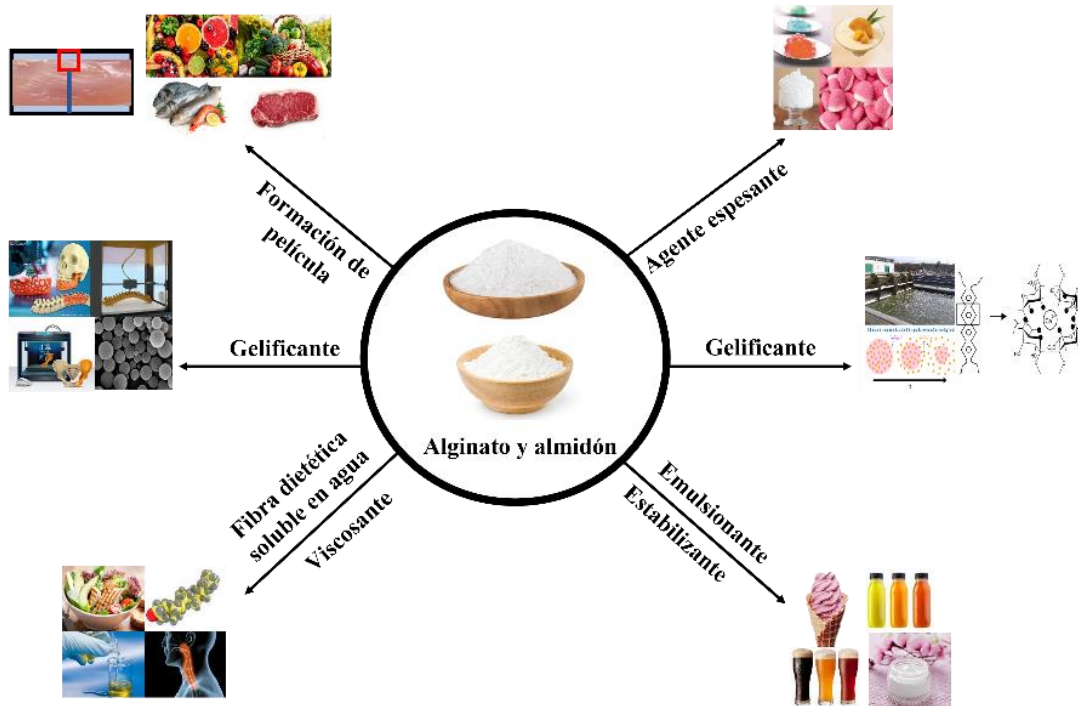 Formación de
película
Agente espesante
Gelificante
Gelificante
Alginato y almidón
Fibra dietética
soluble en agua
Viscosante
Emulsionante
Estabilizante